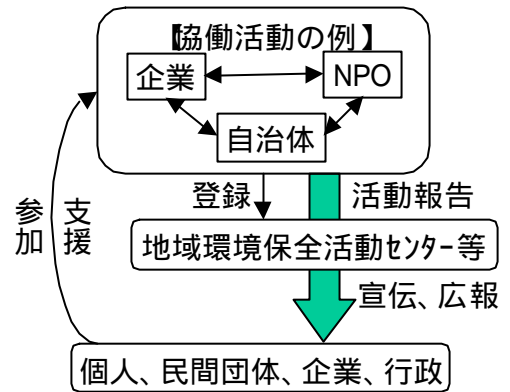 【協働活動の例】
企業
NPO
自治体
登録
活動報告
参加
支援
地域環境保全活動ｾﾝﾀｰ等
宣伝、広報
個人、民間団体、企業、行政